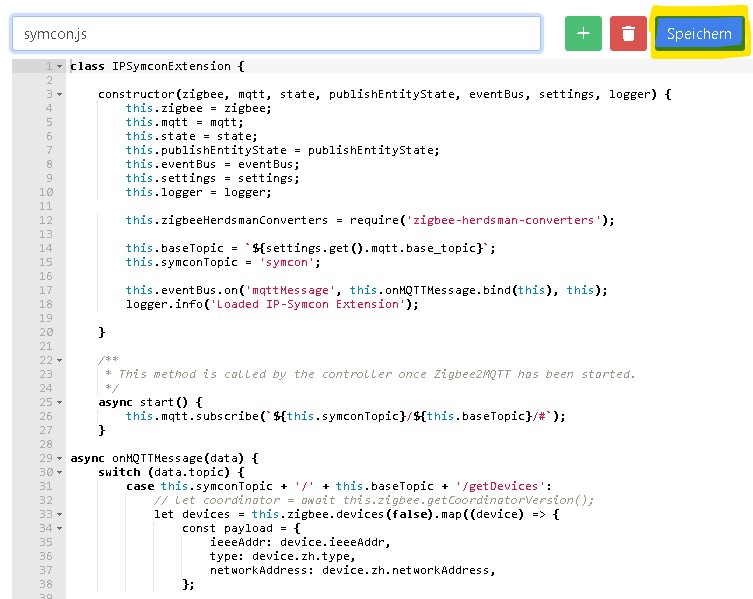 symcon.js
+
Speichern
1 class IPSymconExtension {
2
3 constructor(zigbee, mqtt, state, publishEntityState, eventBus, settings, logger) {
4 this.zigbee = zigbee;
5 this.mqtt = mqtt;
6 this.state = state;
7 this.publishEntityState = publishEntityState;
8 this.eventBus = eventBus;
9 this.settings = settings;
10 this.logger = logger;
11
12 this.zigbeeHerdsmanConverters = require('zigbee-herdsman-converters');
13
14 this.baseTopic = `${settings.get().mqtt.base_topic}`;
15 this.symconTopic = 'symcon';
16
17 this.eventBus.on('mqttMessage', this.onMQTTMessage.bind(this), this);
18 logger.info('Loaded IP-Symcon Extension');
19
20 }
21
22 /**
23 * This method is called by the controller once Zigbee2MQTT has been started.
24 */
25 async start() {
26 this.mqtt.subscribe(`${this.symconTopic}/${this.baseTopic}/#`);
27 }
28
29 async onMQTTMessage(data) {
30 switch (data.topic) {
31 case this.symconTopic + '/' + this.baseTopic + '/getDevices':
32 // let coordinator = await this.zigbee.getCoordinatorVersion();
33 let devices = this.zigbee.devices(false).map((device) => {
34 const payload = {
35 ieeeAddr: device.ieeeAddr,
36 type: device.zh.type,
37 networkAddress: device.zh.networkAddress,
38 };
39